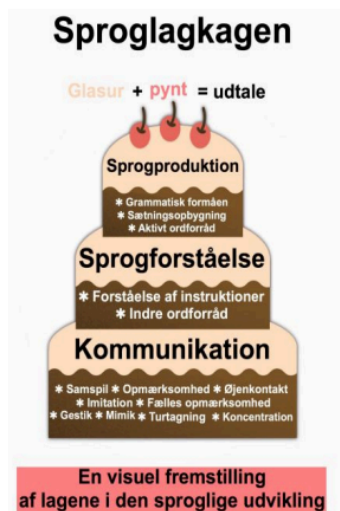 Sproglagkagen
Glasur + pynt = udtale
Sprogproduktion
* Grammatisk formåen
* Sætningsopbygning
* Aktivt ordforråd
Sprogforståelse
* Forståelse af instruktioner
* Indre ordforråd
Kommunikation
* Samspil * Opmærksomhed * Øjenkontakt
* Imitation * Fælles opmærksomhed
* Gestik * Mimik * Turtagning * Koncentration
En visuel fremstilling
af lagene i den sproglige udvikling